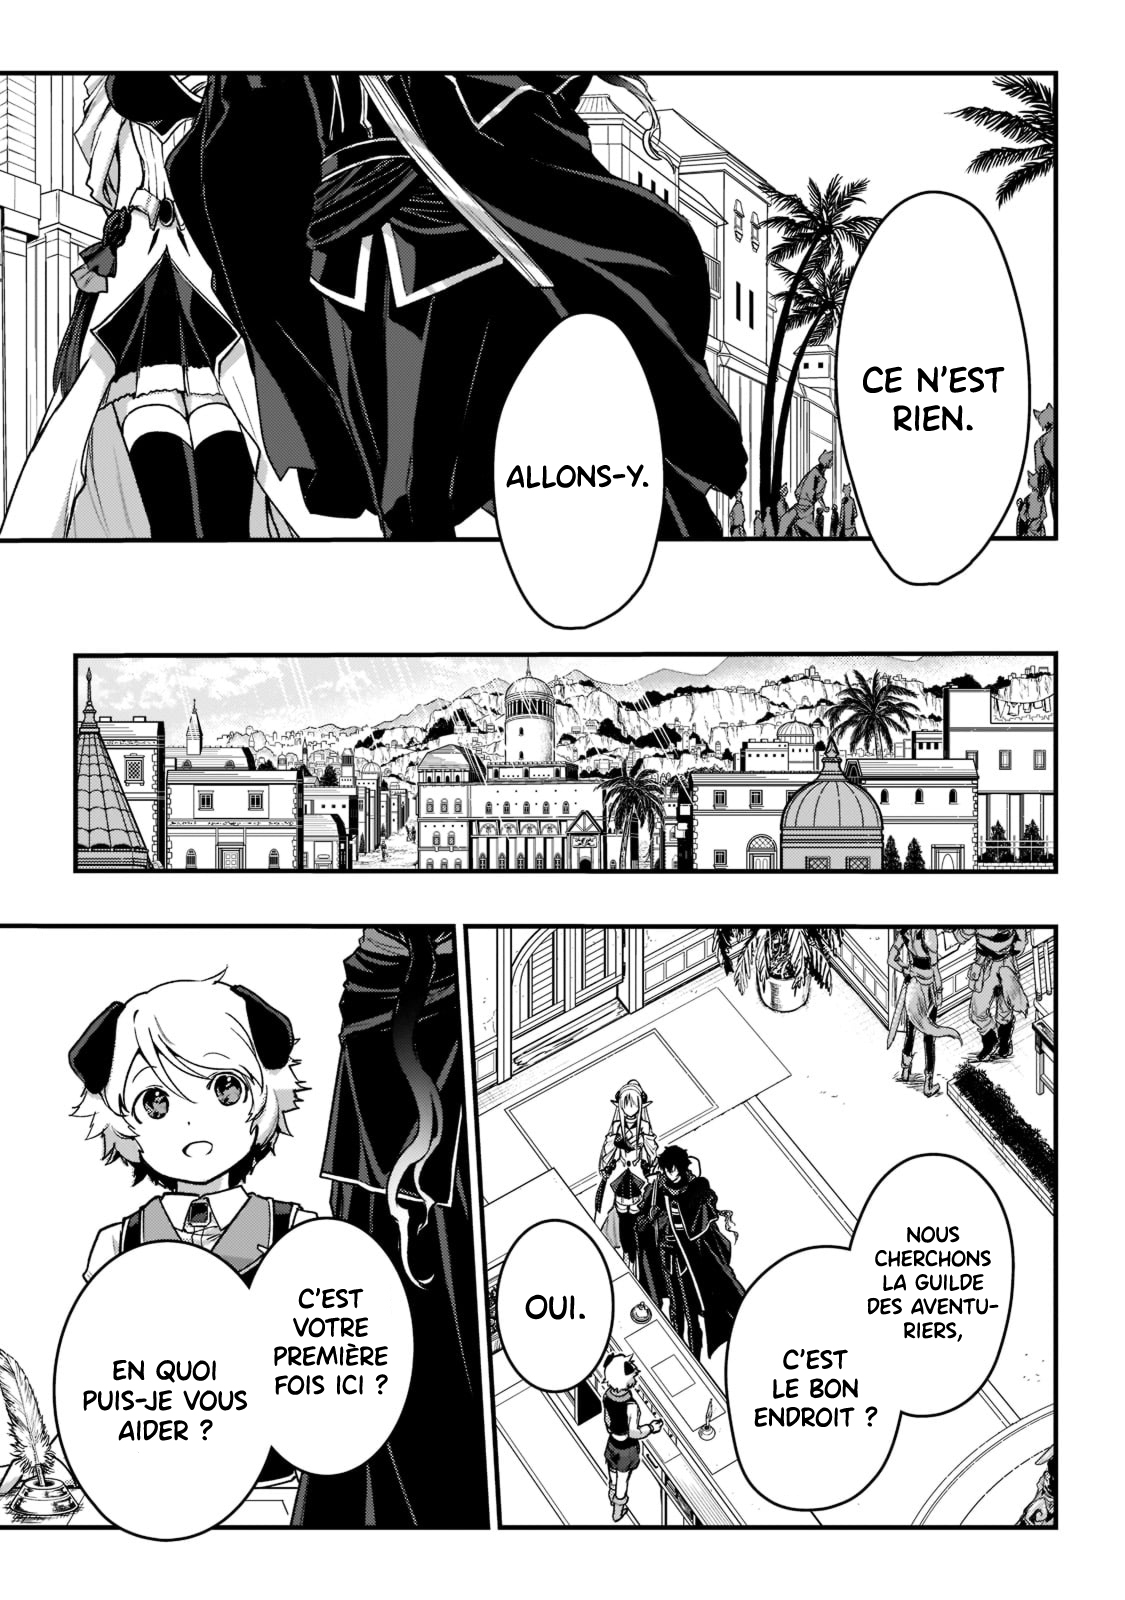 CE N'EST
RIEN.
ALLONS-Y.
NOUS
CHERCHONS
LA GUILDE
DES AVENTU-
RIERS,
C'EST
LE BON
ENDROIT ?
OUI.
C'EST
VOTRE
PREMIÈRE
FOIS ICI ?
EN QUOI
PUIS-JE VOUS
AIDER ?